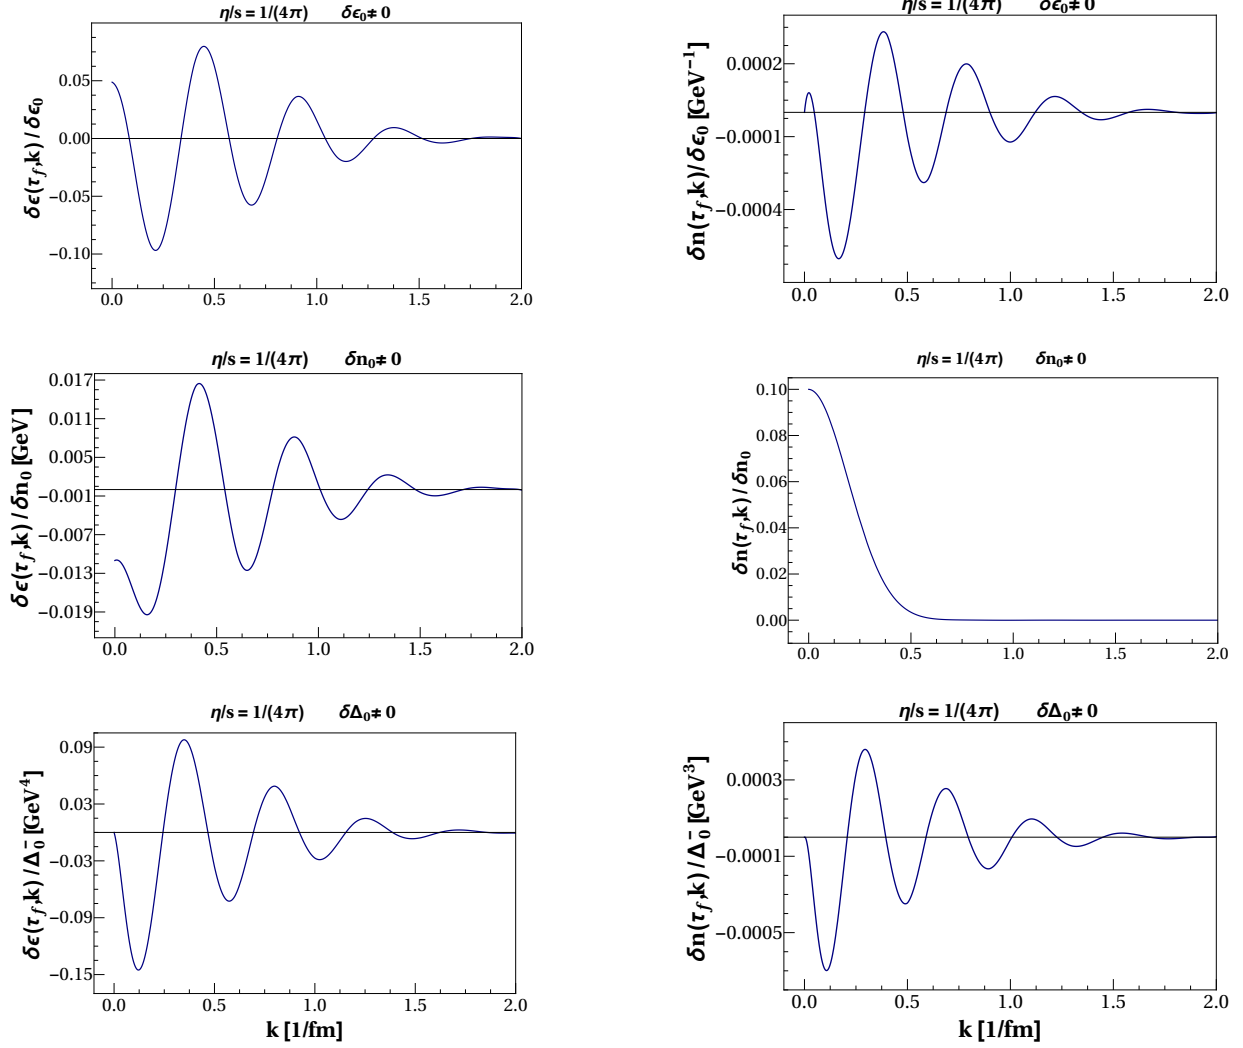 η/s = 1/(4π) δϵ₀≠ 0
δϵ(τ_f,k) / δϵ₀
0.05
0.00
−0.05
−0.10
0.0 0.5 1.0 1.5 2.0
η/s = 1/(4π) δϵ₀≠ 0
δn(τ_f,k)/ δϵ₀ [GeV⁻¹]
0.0002
−0.0001
−0.0004
0.0 0.5 1.0 1.5 2.0
η/s = 1/(4π) δn₀≠ 0
δϵ(τ_f,k) / δn₀ [GeV]
0.017
0.011
0.005
−0.001
−0.007
−0.013
−0.019
0.0 0.5 1.0 1.5 2.0
η/s = 1/(4π) δn₀≠ 0
δn(τ_f,k) / δn₀
0.10
0.08
0.06
0.04
0.02
0.00
0.0 0.5 1.0 1.5 2.0
η/s = 1/(4π) δΔ₀≠ 0
δϵ(τ_f,k) / Δ₀⁻ [GeV⁴]
0.09
0.03
−0.03
−0.09
−0.15
0.0 0.5 1.0 1.5 2.0
k [1/fm]
η/s = 1/(4π) δΔ₀≠ 0
δn(τ_f,k) / Δ₀⁻ [GeV³]
0.0003
−0.0001
−0.0005
0.0 0.5 1.0 1.5 2.0
k [1/fm]